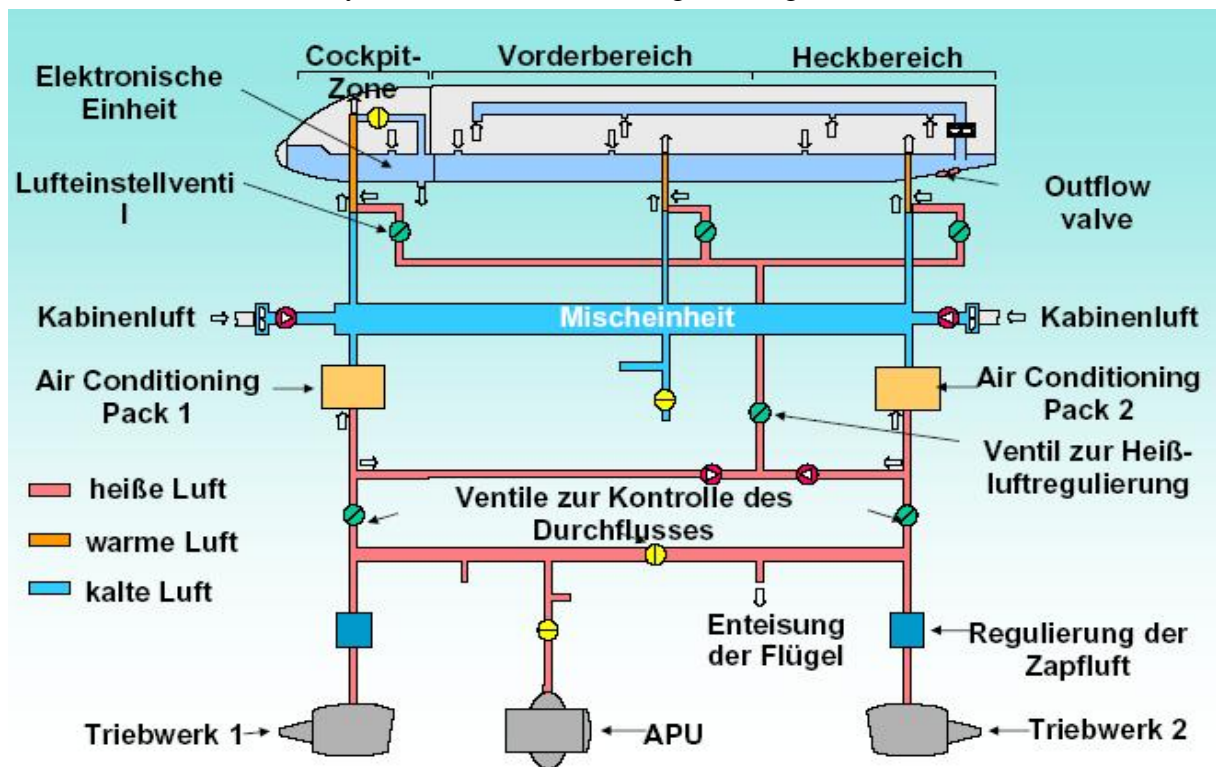 Cockpit-
Zone
Vorderbereich
Heckbereich
Elektronische
Einheit
Lufteinstellventi
l
Outflow
valve
Kabinenluft
Mischeinheit
Kabinenluft
Air Conditioning
Pack 1
Air Conditioning
Pack 2
Ventil zur Heiß-
luftregulierung
heiße Luft
warme Luft
kalte Luft
Ventile zur Kontrolle des
Durchflusses
Enteisung
der Flügel
Regulierung der
Zapfluft
Triebwerk 1
APU
Triebwerk 2